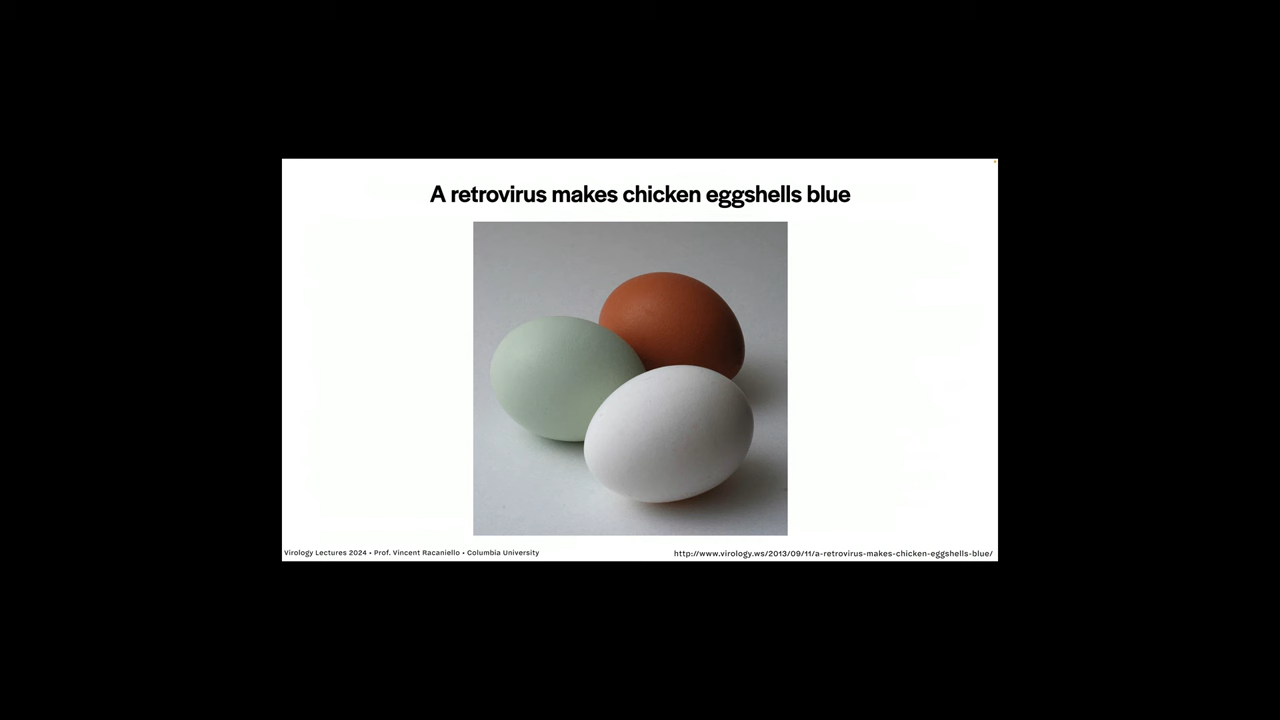 A retrovirus makes chicken eggshells blue
Virology Lectures 2024 • Prof. Vincent Racaniello • Columbia University
http://www.virology.ws/2013/09/11/a-retrovirus-makes-chicken-eggshells-blue/